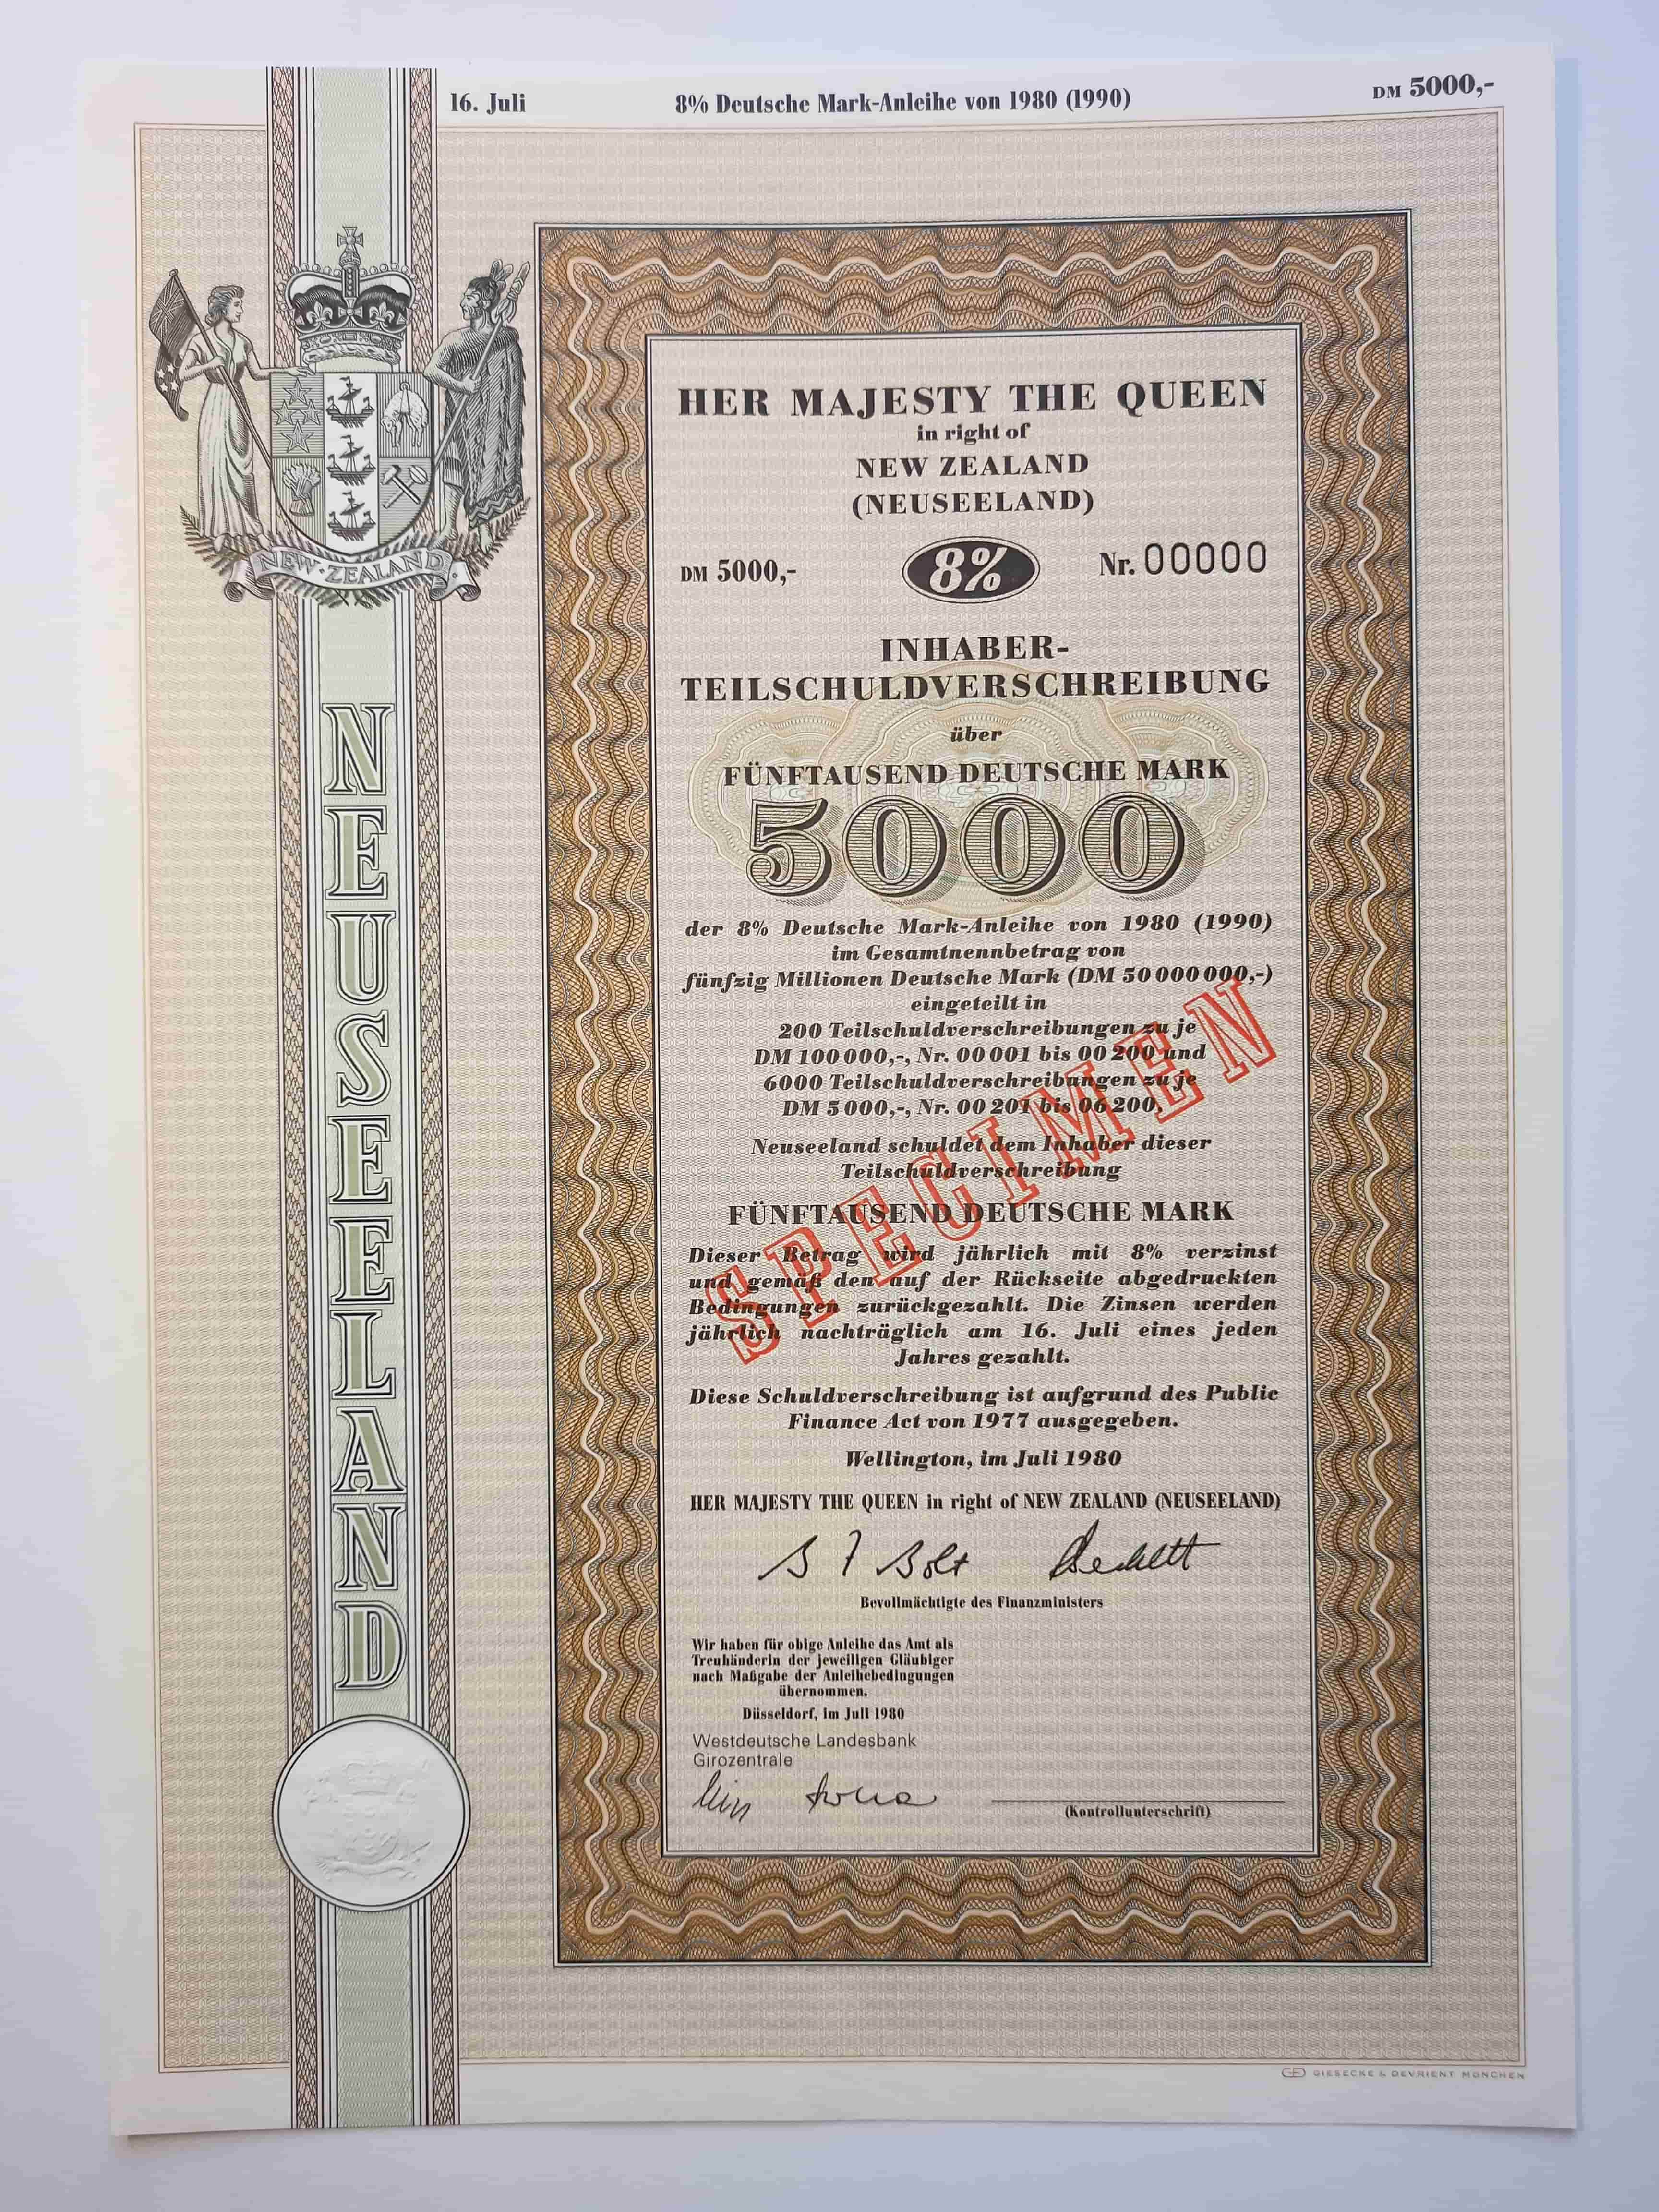 16. Juli 8% Deutsche Mark-Anleihe von 1980 (1990) DM 5000,-
NEW · ZEALAND
NEUSEELAND
HER MAJESTY THE QUEEN
in right of
NEW ZEALAND
(NEUSEELAND)
DM 5000,- 8% Nr. 00000
INHABER-
TEILSCHULDVERSCHREIBUNG
über
FÜNFTAUSEND DEUTSCHE MARK
5000
der 8% Deutsche Mark-Anleihe von 1980 (1990)
im Gesamtnennbetrag von
fünfzig Millionen Deutsche Mark (DM 50 000 000,-)
eingeteilt in
200 Teilschuldverschreibungen zu je
DM 100 000,-, Nr. 00 001 bis 00 200 und
6000 Teilschuldverschreibungen zu je
DM 5 000,-, Nr. 00 201 bis 06 200,
Neuseeland schuldet dem Inhaber dieser
Teilschuldverschreibung
FÜNFTAUSEND DEUTSCHE MARK
Dieser Betrag wird jährlich mit 8% verzinst
und gemäß den auf der Rückseite abgedruckten
Bedingungen zurückgezahlt. Die Zinsen werden
jährlich nachträglich am 16. Juli eines jeden
Jahres gezahlt.
SPECIMEN
Diese Schuldverschreibung ist aufgrund des Public
Finance Act von 1977 ausgegeben.
Wellington, im Juli 1980
HER MAJESTY THE QUEEN in right of NEW ZEALAND (NEUSEELAND)
Bevollmächtigte des Finanzministers
Wir haben für obige Anleihe das Amt als
Treuhänderin der jeweiligen Gläubiger
nach Maßgabe der Anleihebedingungen
übernommen.
Düsseldorf, im Juli 1980
Westdeutsche Landesbank
Girozentrale
(Kontrollunterschrift)
GIESECKE & DEVRIENT MÜNCHEN